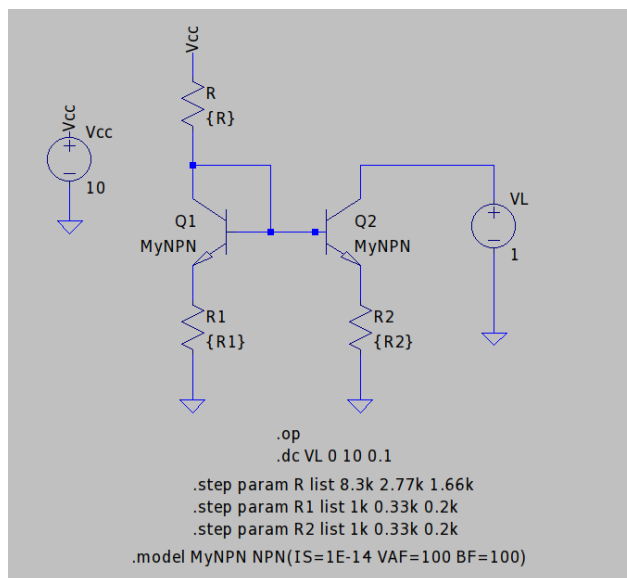 Vcc
R
{R}
Vcc
Vcc
10
Q1
MyNPN
Q2
MyNPN
VL
1
R1
{R1}
R2
{R2}
.op
.dc VL 0 10 0.1
.step param R list 8.3k 2.77k 1.66k
.step param R1 list 1k 0.33k 0.2k
.step param R2 list 1k 0.33k 0.2k
.model MyNPN NPN(IS=1E-14 VAF=100 BF=100)